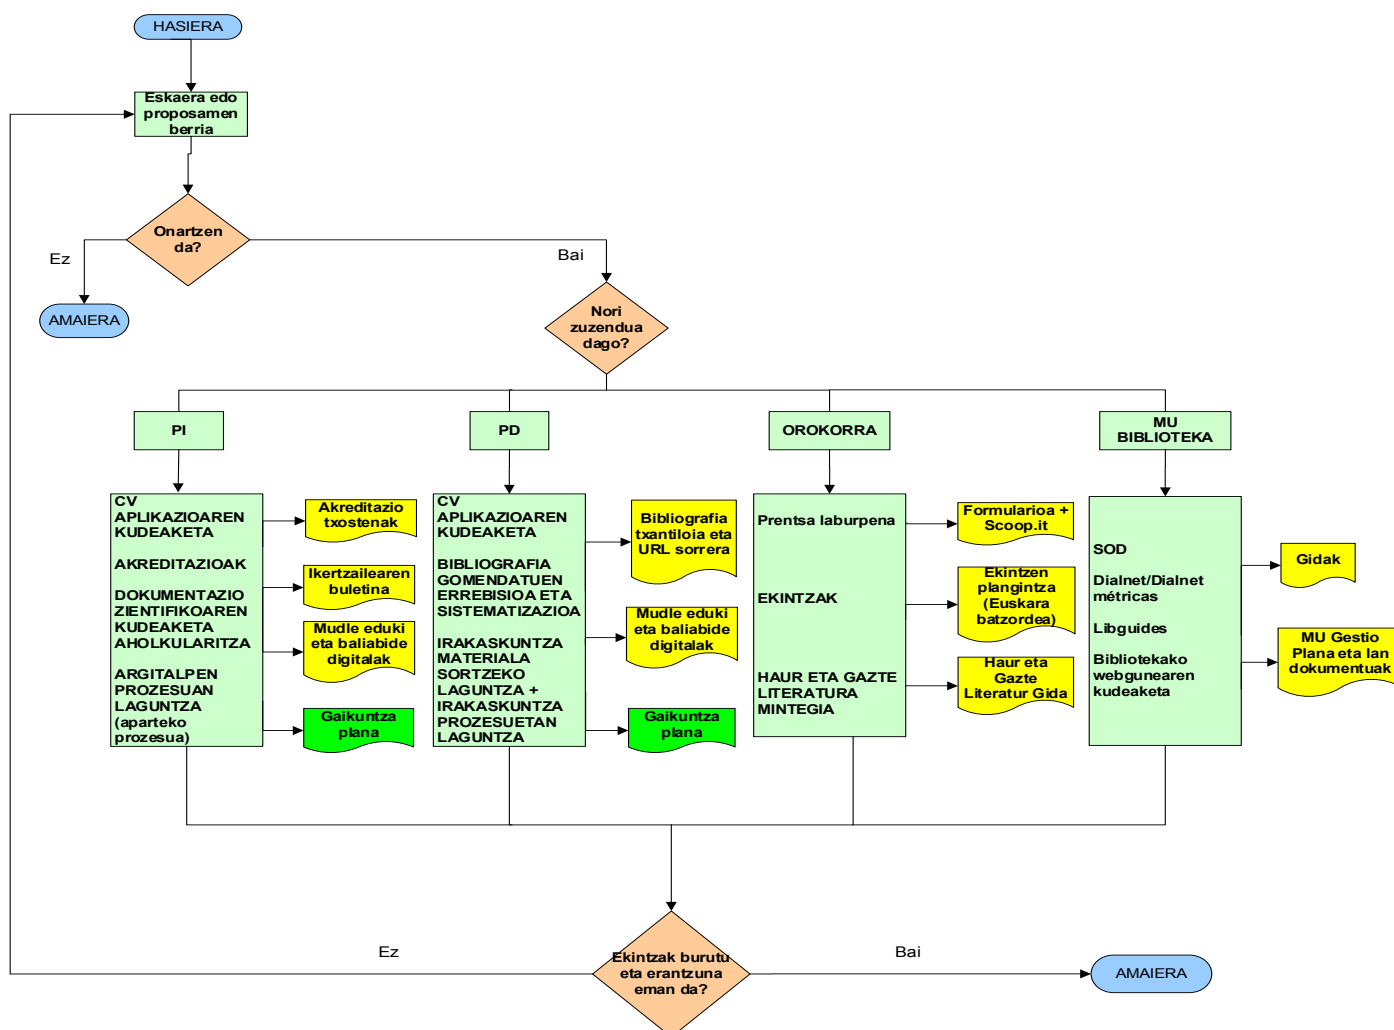 HASIERA
Eskaera edo
proposamen
berria
Onartzen
da?
Ez
Bai
AMAIERA
Nori
zuzendua
dago?
PI
PD
OROKORRA
MU
BIBLIOTEKA
CV
APLIKAZIOAREN
KUDEAKETA
AKREDITAZIOAK
DOKUMENTAZIO
ZIENTIFIKOAREN
KUDEAKETA
AHOLKULARITZA
ARGITALPEN
PROZESUAN
LAGUNTZA
(aparteko
prozesua)
Akreditazio
txostenak
Ikertzailearen
buletina
Mudle eduki
eta baliabide
digitalak
Gaikuntza
plana
CV
APLIKAZIOAREN
KUDEAKETA
BIBLIOGRAFIA
GOMENDATUEN
ERREBISIOA ETA
SISTEMATIZAZIOA
IRAKASKUNTZA
MATERIALA
SORTZEKO
LAGUNTZA +
IRAKASKUNTZA
PROZESUETAN
LAGUNTZA
Bibliografia
txantiloia eta
URL sorrera
Mudle eduki
eta baliabide
digitalak
Gaikuntza
plana
Prentsa laburpena
EKINTZAK
HAUR ETA GAZTE
LITERATURA
MINTEGIA
Formularioa +
Scoop.it
Ekintzen
plangintza
(Euskara
batzordea)
Haur eta
Gazte
Literatur Gida
SOD
Dialnet/Dialnet
métricas
Libguides
Bibliotekako
webgunearen
kudeaketa
Gidak
MU Gestio
Plana eta lan
dokumentuak
Ekintzak burutu
eta erantzuna
eman da?
Ez
Bai
AMAIERA